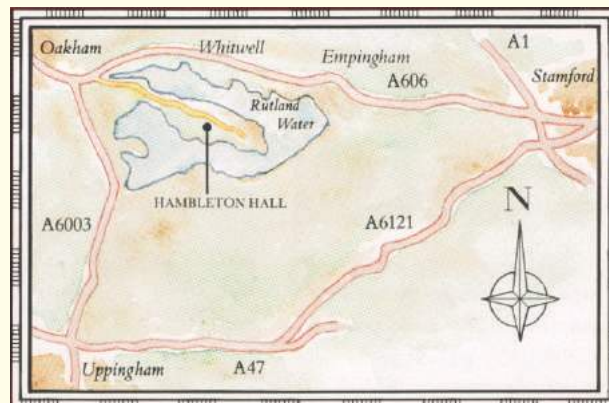 A1
Oakham
Whitwell
Empingham
Stamford
A606
Rutland
Water
HAMBLETON HALL
N
A6003
A6121
A47
Uppingham